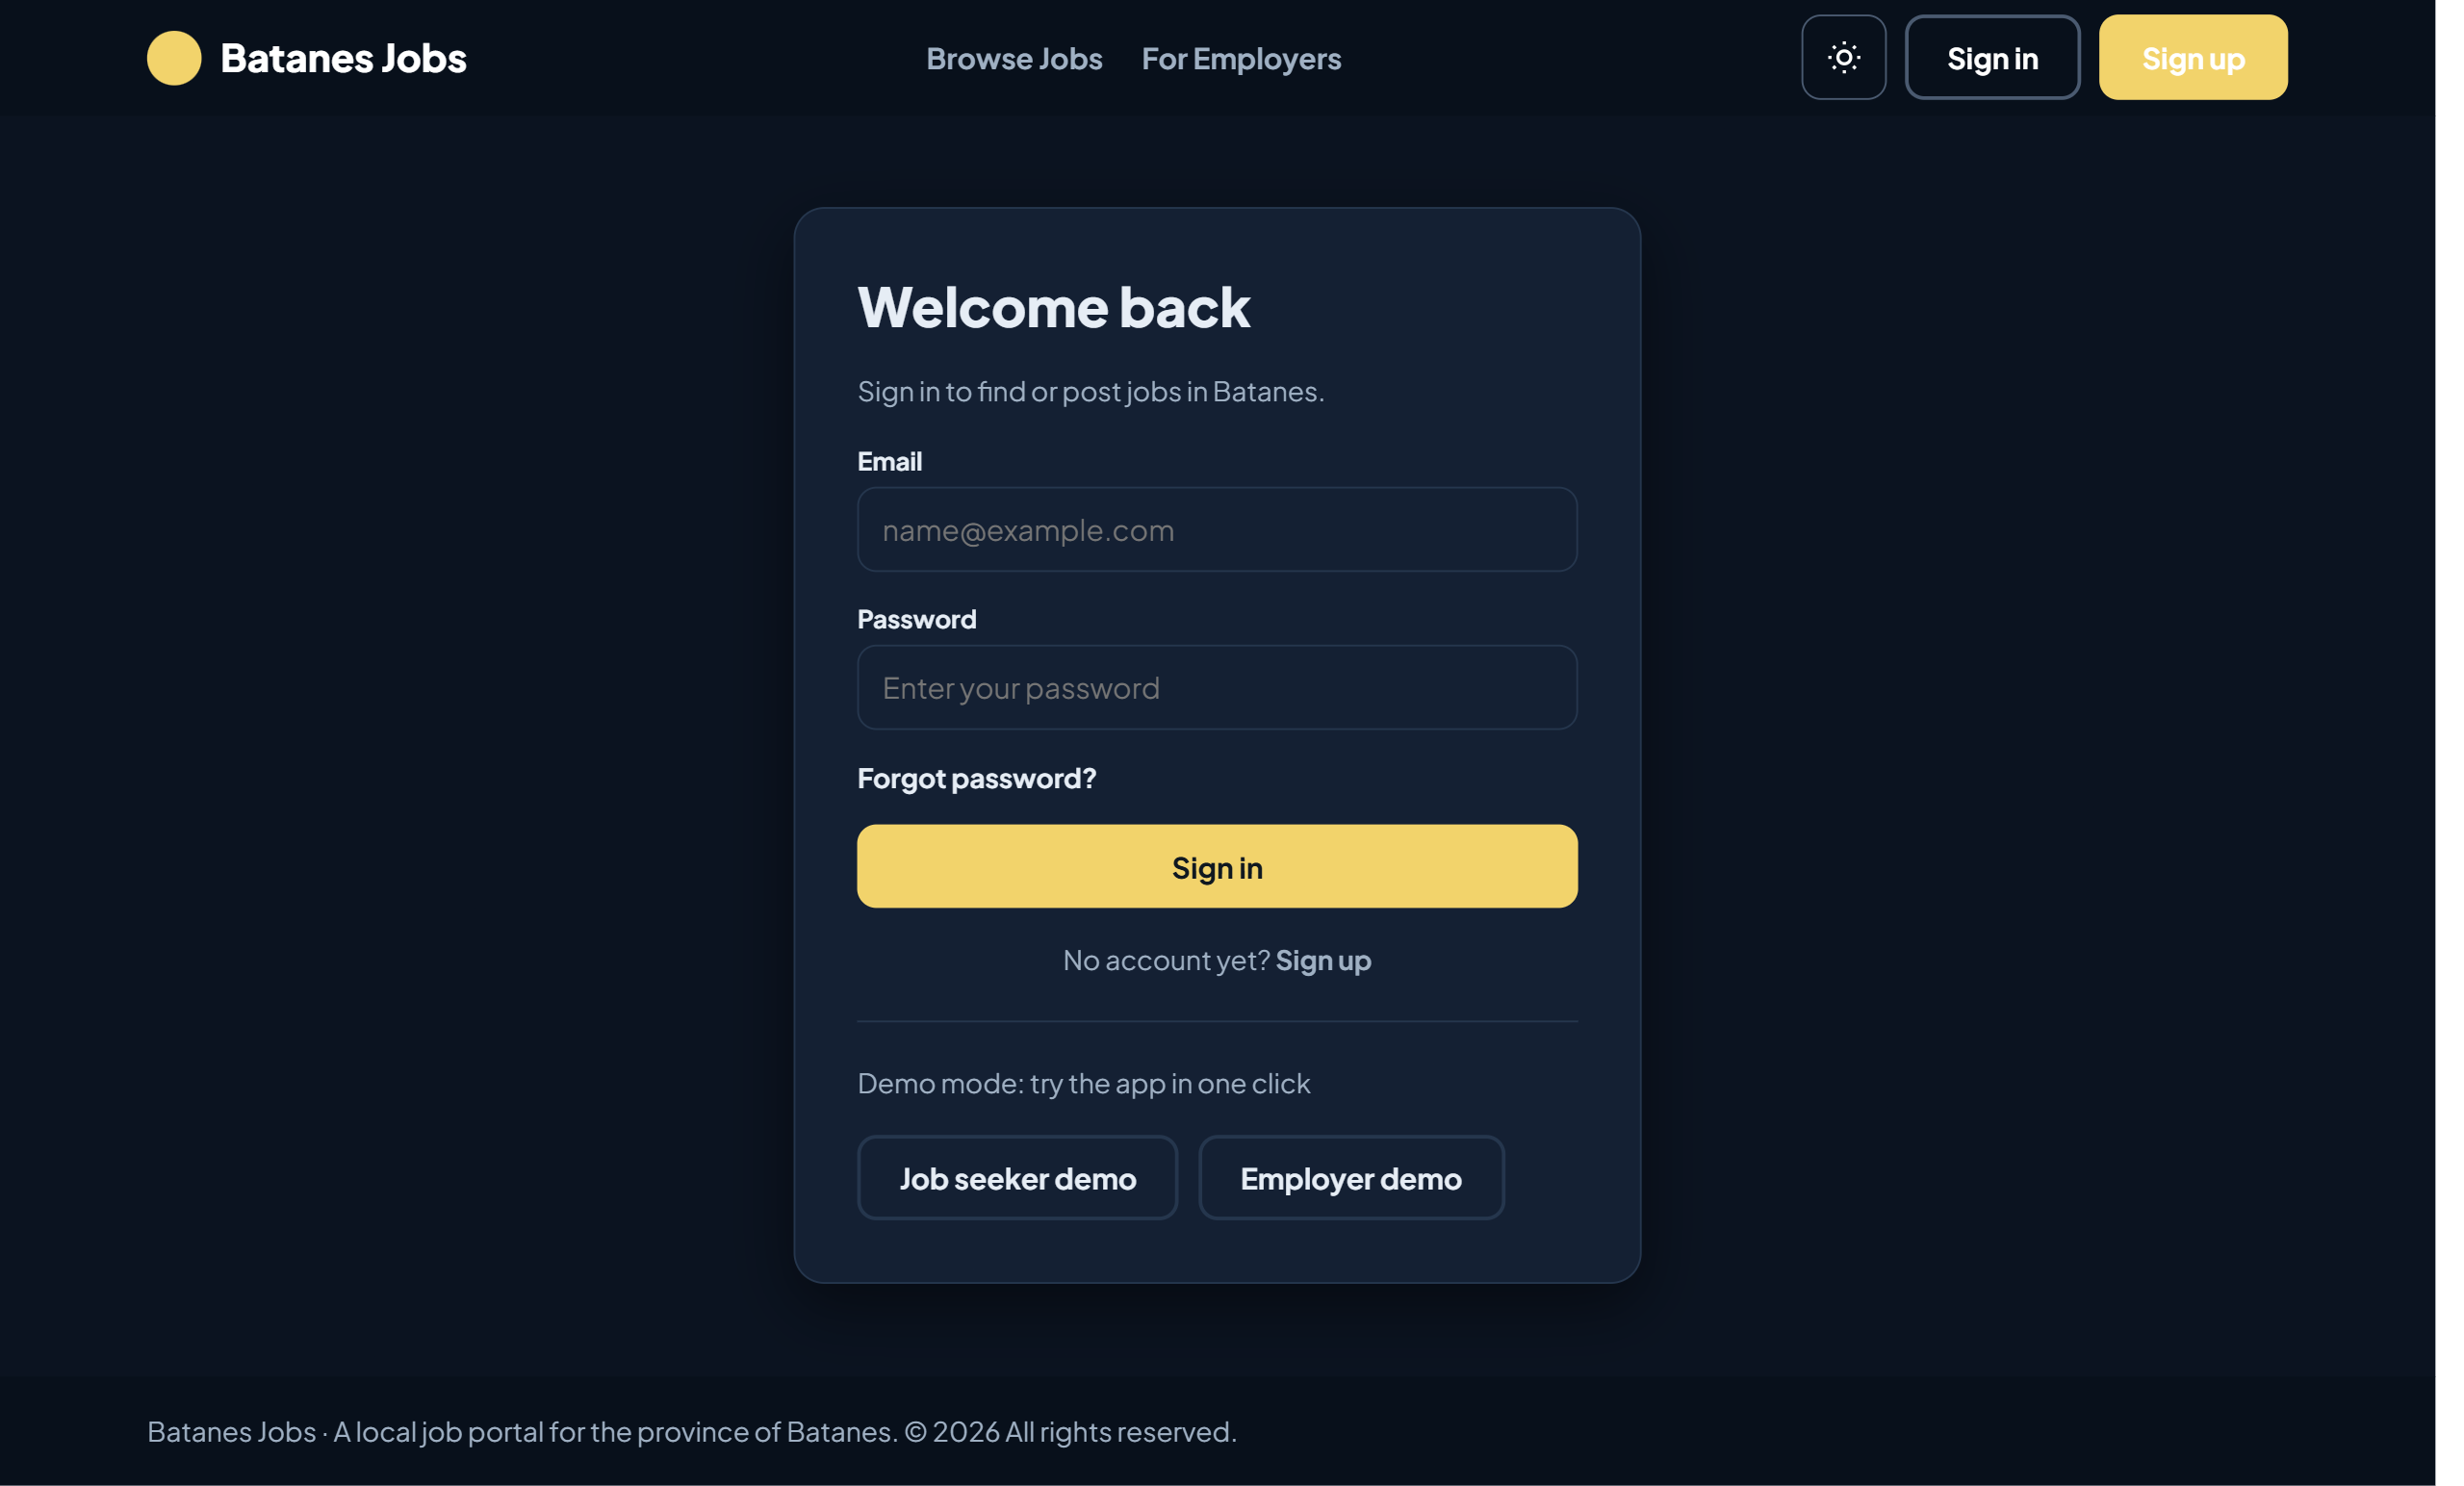 Batanes Jobs
Browse Jobs
For Employers
Sign in
Sign up
Welcome back
Sign in to find or post jobs in Batanes.
Email
name@example.com
Password
Enter your password
Forgot password?
Sign in
No account yet? Sign up
Demo mode: try the app in one click
Job seeker demo
Employer demo
Batanes Jobs · A local job portal for the province of Batanes. © 2026 All rights reserved.